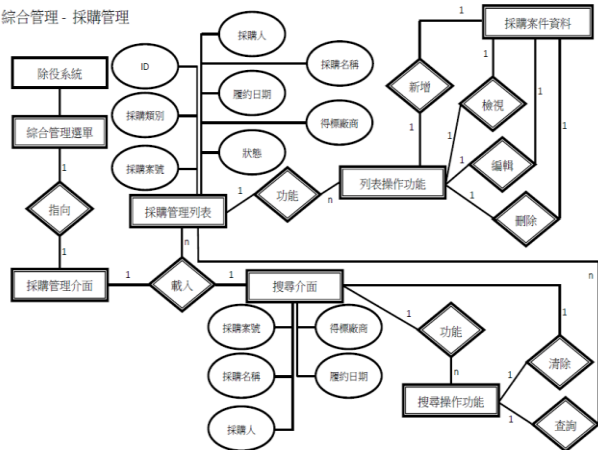 綜合管理 - 採購管理
採購人
1
採購案件資料
ID
採購名稱
1
1
除役系統
新增
履約日期
檢視
1
採購類別
得標廠商
綜合管理選單
1
1
1
狀態
1
編輯
1
採購案號
1
功能
列表操作功能
1
n
指向
採購管理列表
1
刪除
n
1
n
採購管理介面
1
載入
1
搜尋介面
1
採購案號
得標廠商
1
功能
清除
採購名稱
履約日期
n
1
搜尋操作功能
1
採購人
查詢